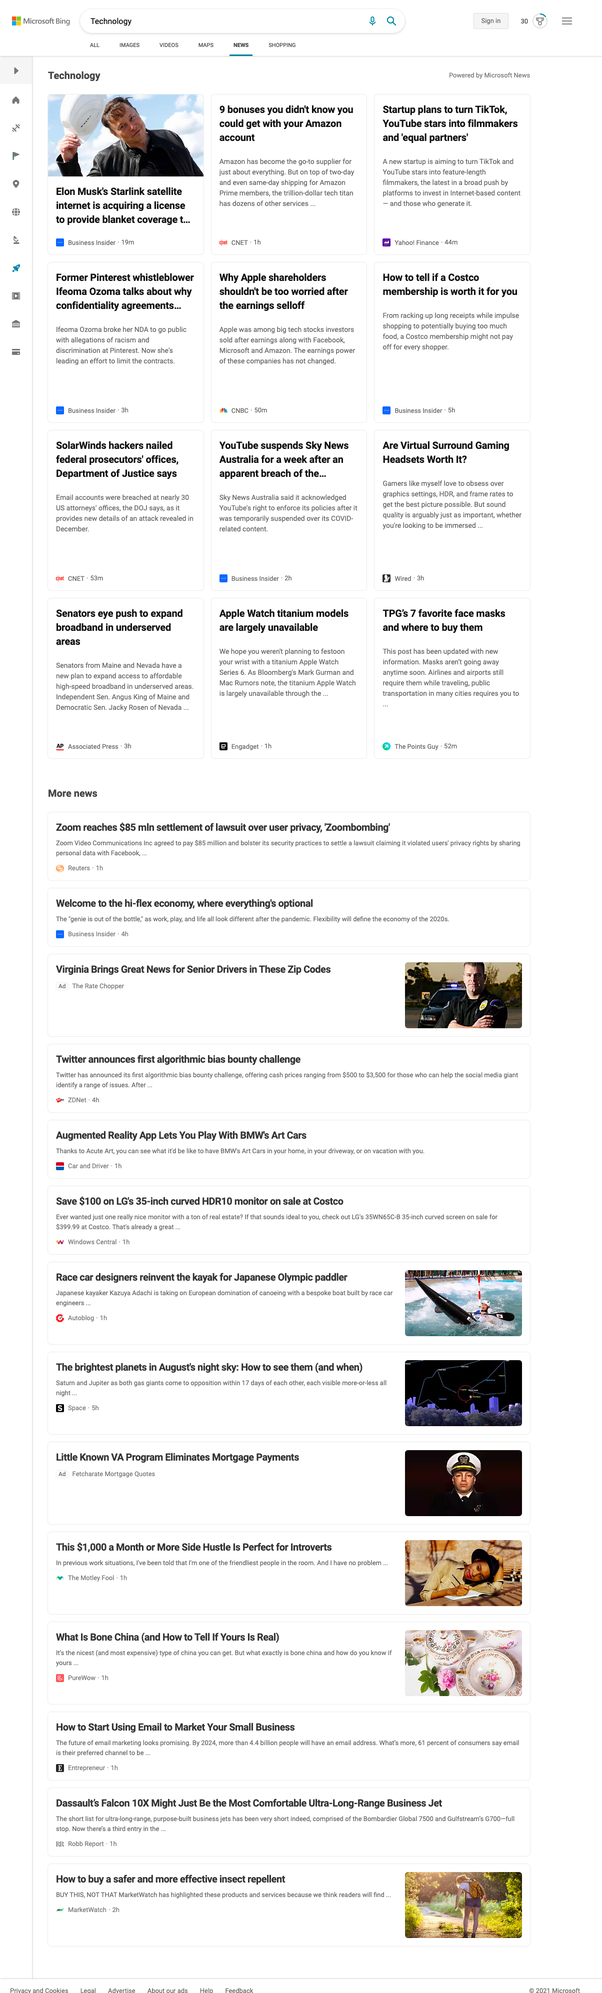 Microsoft Bing
Technology
Sign in
30
ALL
IMAGES
VIDEOS
MAPS
NEWS
SHOPPING
Technology
Powered by Microsoft News
Elon Musk's Starlink satellite
internet is acquiring a license
to provide blanket coverage t...
Business Insider · 19m
9 bonuses you didn't know you
could get with your Amazon
account
Amazon has become the go-to supplier for
just about everything. But on top of two-day
and even same-day shipping for Amazon
Prime members, the trillion-dollar tech titan
has dozens of other services ...
CNET · 1h
Startup plans to turn TikTok,
YouTube stars into filmmakers
and 'equal partners'
A new startup is aiming to turn TikTok and
YouTube stars into feature-length
filmmakers, the latest in a broad push by
platforms to invest in Internet-based content
— and those who generate it.
Yahoo! Finance · 44m
Former Pinterest whistleblower
Ifeoma Ozoma talks about why
confidentiality agreements...
Ifeoma Ozoma broke her NDA to go public
with allegations of racism and
discrimination at Pinterest. Now she's
leading an effort to limit the contracts.
Business Insider · 3h
Why Apple shareholders
shouldn't be too worried after
the earnings selloff
Apple was among big tech stocks investors
sold after earnings along with Facebook,
Microsoft and Amazon. The earnings power
of these companies has not changed.
CNBC · 50m
How to tell if a Costco
membership is worth it for you
From racking up long receipts while impulse
shopping to potentially buying too much
food, a Costco membership might not pay
off for every shopper.
Business Insider · 5h
SolarWinds hackers nailed
federal prosecutors' offices,
Department of Justice says
Email accounts were breached at nearly 30
US attorneys' offices, the DOJ says, as it
provides new details of an attack revealed in
December.
CNET · 53m
YouTube suspends Sky News
Australia for a week after an
apparent breach of the...
Sky News Australia said it acknowledged
YouTube's right to enforce its policies after it
was temporarily suspended over its COVID-
related content.
Business Insider · 2h
Are Virtual Surround Gaming
Headsets Worth It?
Gamers like myself love to obsess over
graphics settings, HDR, and frame rates to
get the best picture possible. But sound
quality is arguably just as important, whether
you're looking to be immersed ...
Wired · 3h
Senators eye push to expand
broadband in underserved
areas
Senators from Maine and Nevada have a
new plan to expand access to affordable
high-speed broadband in underserved areas.
Independent Sen. Angus King of Maine and
Democratic Sen. Jacky Rosen of Nevada ...
AP
Associated Press · 3h
Apple Watch titanium models
are largely unavailable
We hope you weren't planning to festoon
your wrist with a titanium Apple Watch
Series 6. As Bloomberg's Mark Gurman and
Mac Rumors note, the titanium Apple Watch
is largely unavailable through the ...
Engadget · 1h
TPG's 7 favorite face masks
and where to buy them
This post has been updated with new
information. Masks aren't going away
anytime soon. Airlines and airports still
require them while traveling, public
transportation in many cities requires you to
...
The Points Guy · 52m
More news
Zoom reaches $85 mln settlement of lawsuit over user privacy, 'Zoombombing'
Zoom Video Communications Inc agreed to pay $85 million and bolster its security practices to settle a lawsuit claiming it violated users' privacy rights by sharing
personal data with Facebook, ...
Reuters · 1h
Welcome to the hi-flex economy, where everything's optional
The "genie is out of the bottle," as work, play, and life all look different after the pandemic. Flexibility will define the economy of the 2020s.
Business Insider · 4h
Virginia Brings Great News for Senior Drivers in These Zip Codes
Ad The Rate Chopper
Twitter announces first algorithmic bias bounty challenge
Twitter has announced its first algorithmic bias bounty challenge, offering cash prices ranging from $500 to $3,500 for those who can help the social media giant
identify a range of issues. After ...
ZDNet · 4h
Augmented Reality App Lets You Play With BMW's Art Cars
Thanks to Acute Art, you can see what it'd be like to have BMW's Art Cars in your home, in your driveway, or on vacation with you.
Car and Driver · 1h
Save $100 on LG's 35-inch curved HDR10 monitor on sale at Costco
Ever wanted just one really nice monitor with a ton of real estate? If that sounds ideal to you, check out LG's 35WN65C-B 35-inch curved screen on sale for
$399.99 at Costco. That's already a great ...
Windows Central · 1h
Race car designers reinvent the kayak for Japanese Olympic paddler
Japanese kayaker Kazuya Adachi is taking on European domination of canoeing with a bespoke boat built by race car
engineers ...
Autoblog · 1h
The brightest planets in August's night sky: How to see them (and when)
Saturn and Jupiter as both gas giants come to opposition within 17 days of each other, each visible more-or-less all
night ...
Space · 5h
Little Known VA Program Eliminates Mortgage Payments
Ad Fetcharate Mortgage Quotes
This $1,000 a Month or More Side Hustle Is Perfect for Introverts
In previous work situations, I've been told that I'm one of the friendliest people in the room. And I have no problem ...
The Motley Fool · 1h
What Is Bone China (and How to Tell If Yours Is Real)
It's the nicest (and most expensive) type of china you can get. But what exactly is bone china and how do you know if
yours ...
PureWow · 1h
How to Start Using Email to Market Your Small Business
The future of email marketing looks promising. By 2024, more than 4.4 billion people will have an email address. What's more, 61 percent of consumers say email
is their preferred channel to be ...
Entrepreneur · 1h
Dassault's Falcon 10X Might Just Be the Most Comfortable Ultra-Long-Range Business Jet
The short list for ultra-long-range, purpose-built business jets has been very short indeed, comprised of the Bombardier Global 7500 and Gulfstream's G700—full
stop. Now there's a third entry in the ...
Robb Report · 1h
How to buy a safer and more effective insect repellent
BUY THIS, NOT THAT MarketWatch has highlighted these products and services because we think readers will find ...
MarketWatch · 2h
Privacy and Cookies
Legal
Advertise
About our ads
Help
Feedback
© 2021 Microsoft